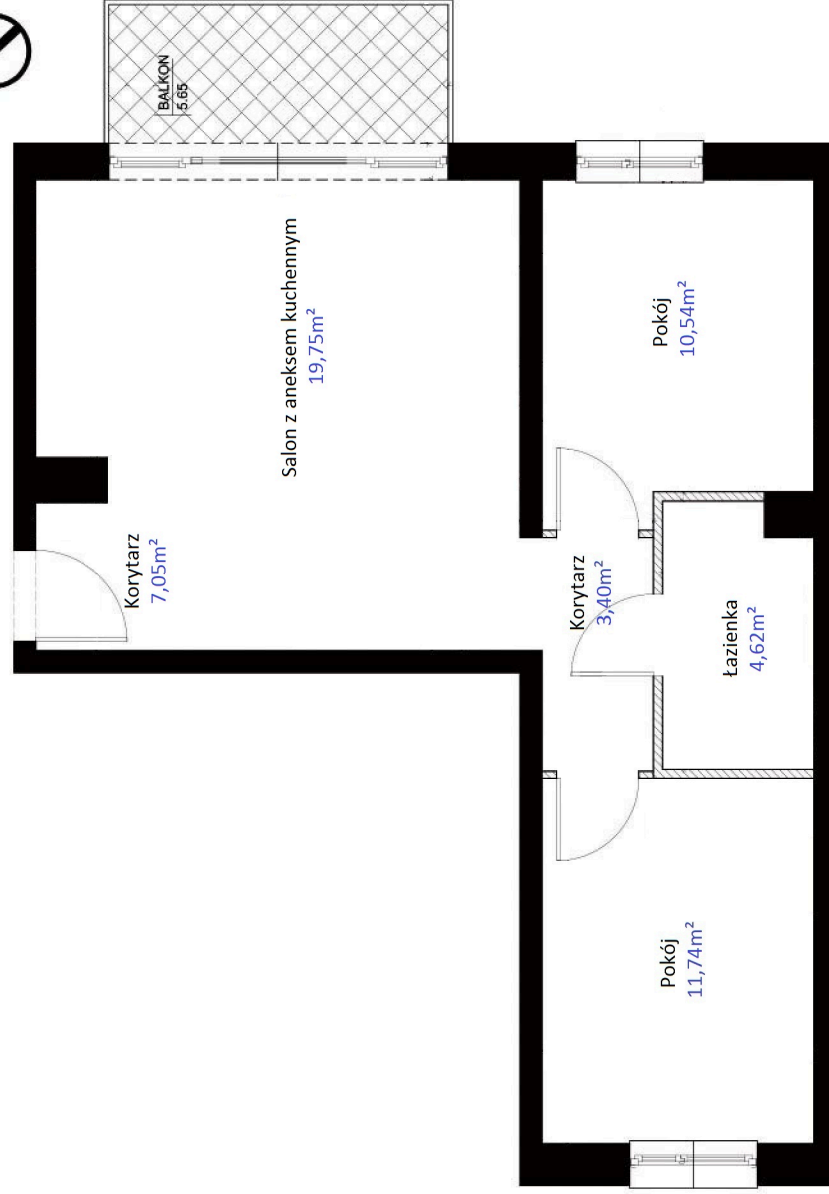 BALKON
5.65
Salon z aneksem kuchennym
19,75m²
Pokój
10,54m²
Korytarz
7,05m²
Korytarz
3,40m²
Łazienka
4,62m²
Pokój
11,74m²